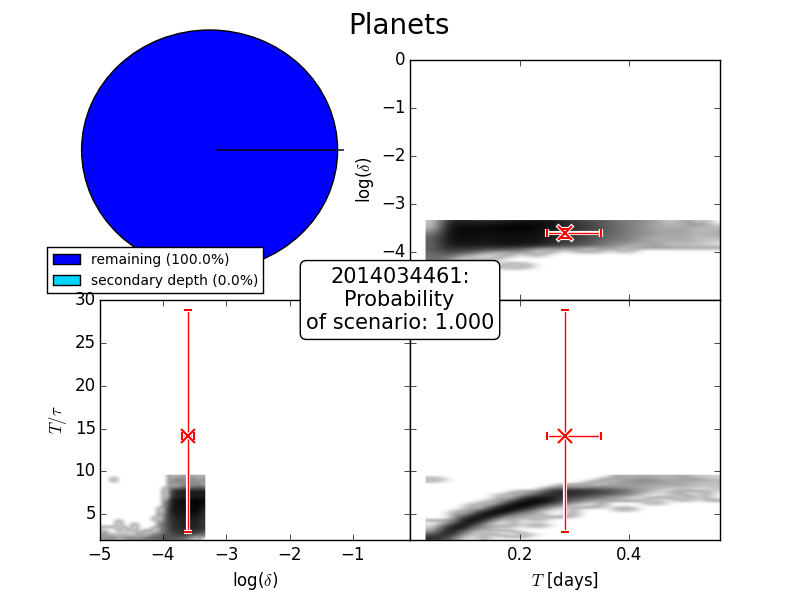 Planets
remaining (100.0%)
secondary depth (0.0%)
0
−1
−2
−3
−4
log(δ)
2014034461:
Probability
of scenario: 1.000
30
25
20
15
10
5
T/τ
−5 −4 −3 −2 −1
log(δ)
0.2 0.4
T [days]